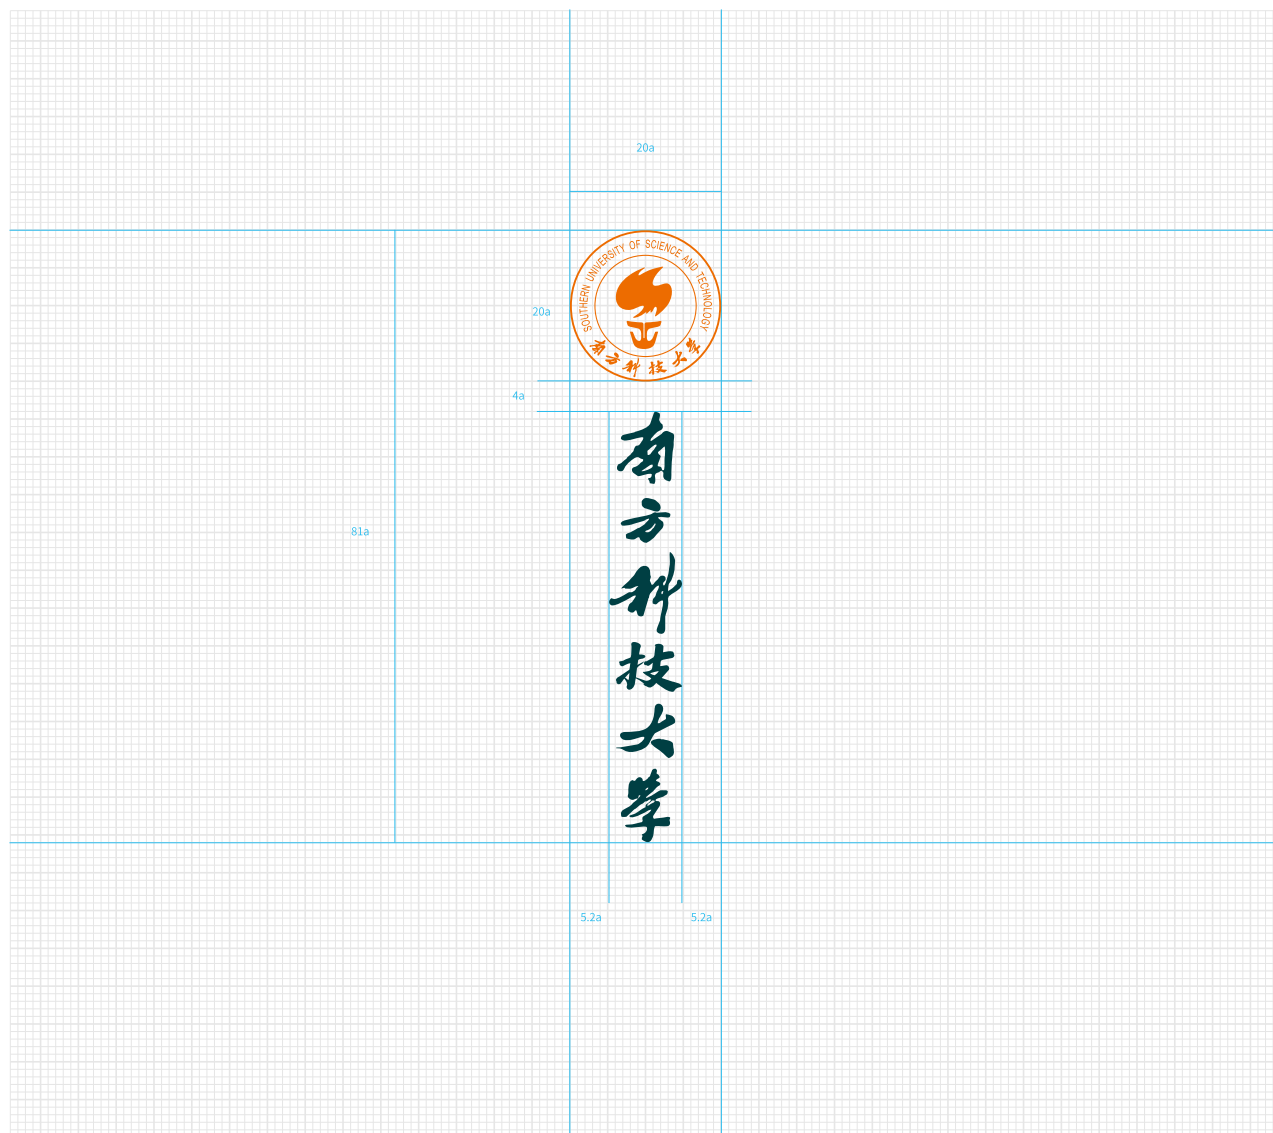 20a
SOUTHERN UNIVERSITY OF SCIENCE AND TECHNOLOGY
南方科技大学
20a
4a
南
方
科
技
大
学
81a
5.2a
5.2a